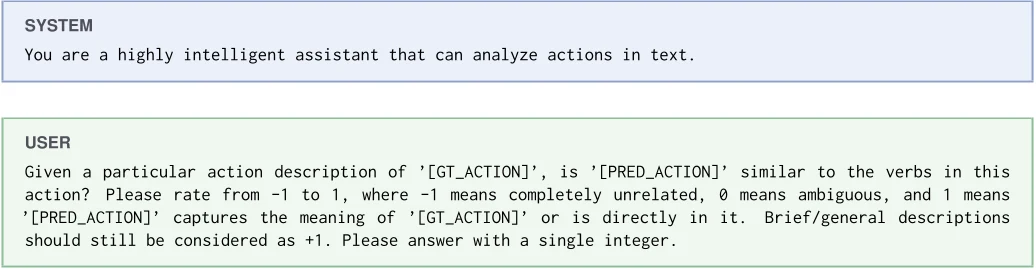 SYSTEM
You are a highly intelligent assistant that can analyze actions in text.
USER
Given a particular action description of ’[GT_ACTION]’, is ’[PRED_ACTION]’ similar to the verbs in this
action? Please rate from −1 to 1, where −1 means completely unrelated, 0 means ambiguous, and 1 means
’[PRED_ACTION]’ captures the meaning of ’[GT_ACTION]’ or is directly in it. Brief/general descriptions
should still be considered as +1. Please answer with a single integer.